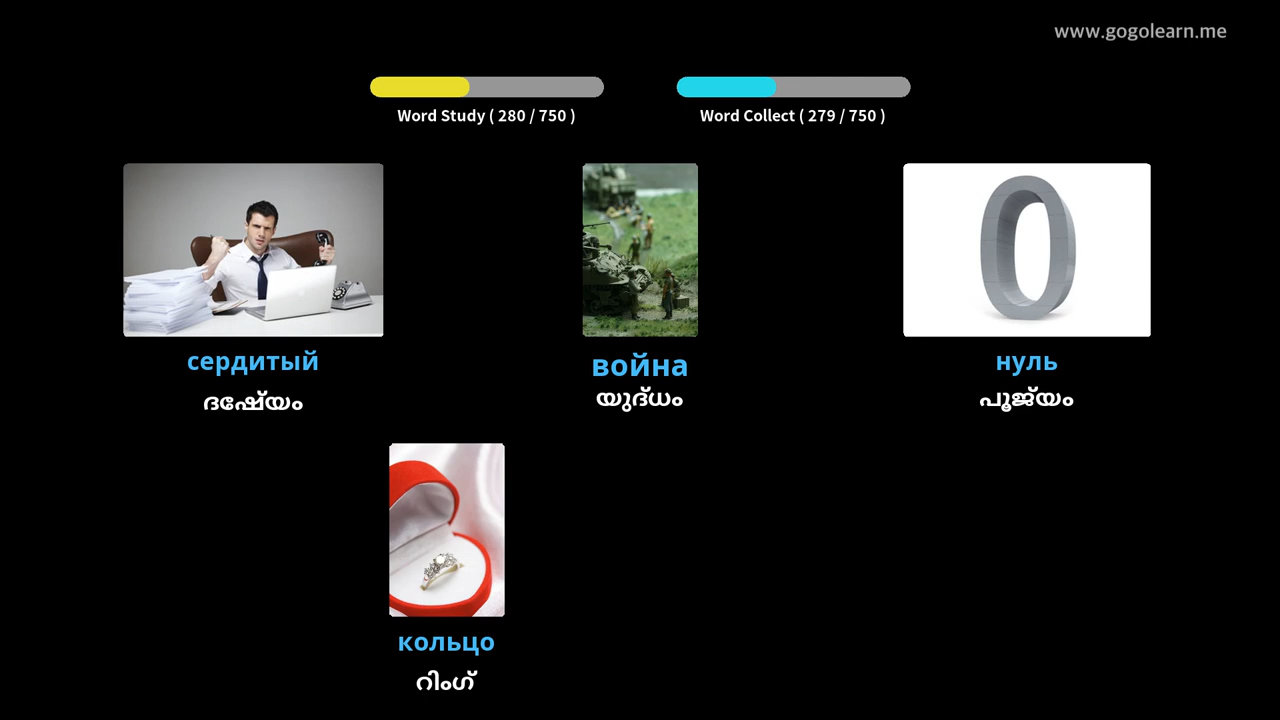 www.gogolearn.me
Word Study ( 280 / 750 )
Word Collect ( 279 / 750 )
сердитый
ദേഷ്യം
война
യുദ്ധം
нуль
പൂജ്യം
кольцо
റിംഗ്